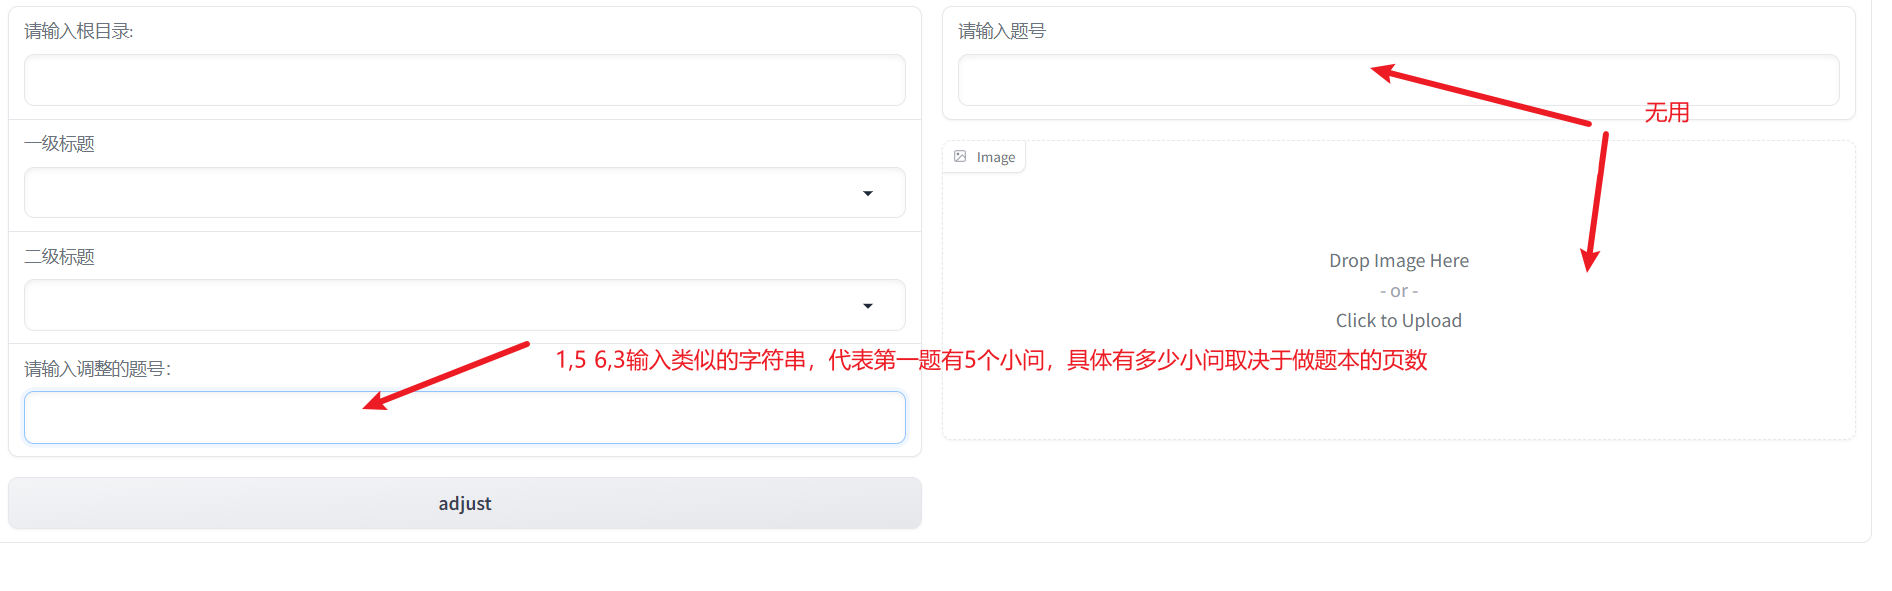 请输入根目录:
一级标题
二级标题
请输入调整的题号：
1,5 6,3输入类似的字符串，代表第一题有5个小问，具体有多少小问取决于做题本的页数
adjust
请输入题号
无用
Image
Drop Image Here
- or -
Click to Upload